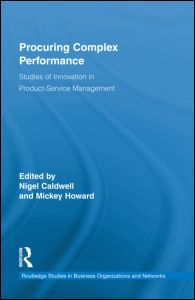 Procuring Complex
Performance
Studies of Innovation in
Product-Service Management
Edited by
Nigel Caldwell
and Mickey Howard
Routledge Studies in Business Organizations and Networks